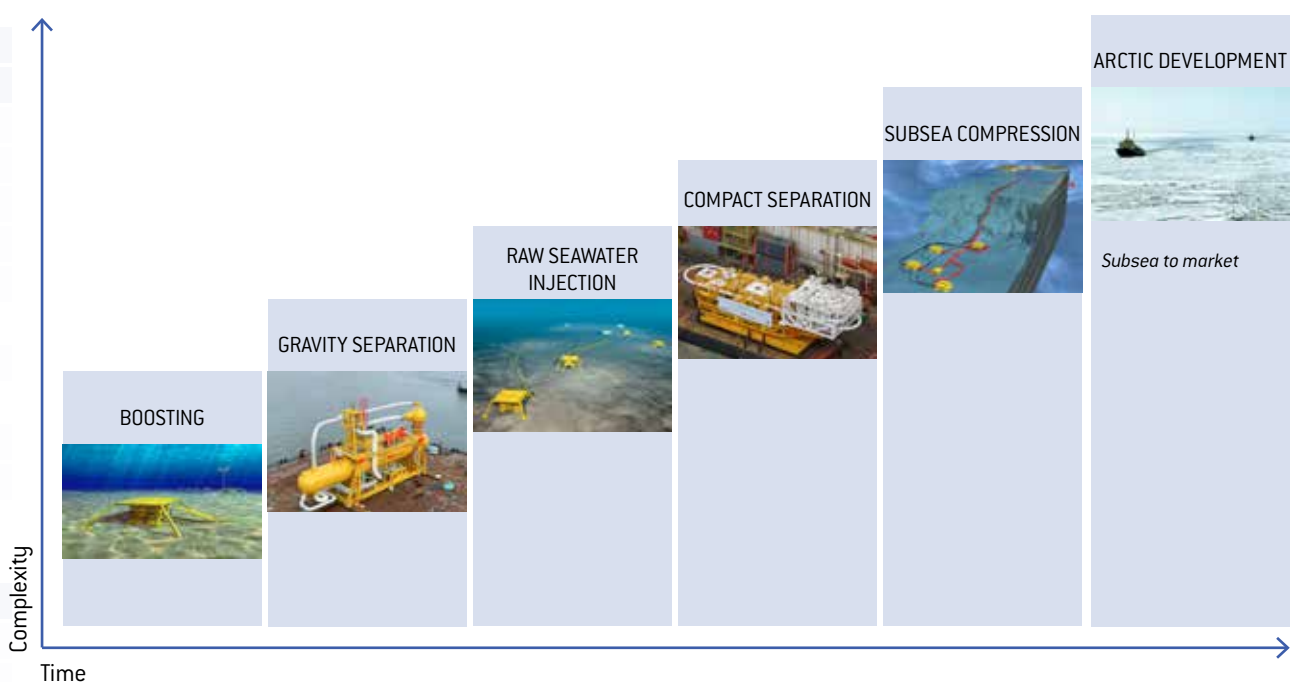 ARCTIC DEVELOPMENT
SUBSEA COMPRESSION
COMPACT SEPARATION
RAW SEAWATER
INJECTION
Subsea to market
GRAVITY SEPARATION
BOOSTING
Complexity
Time